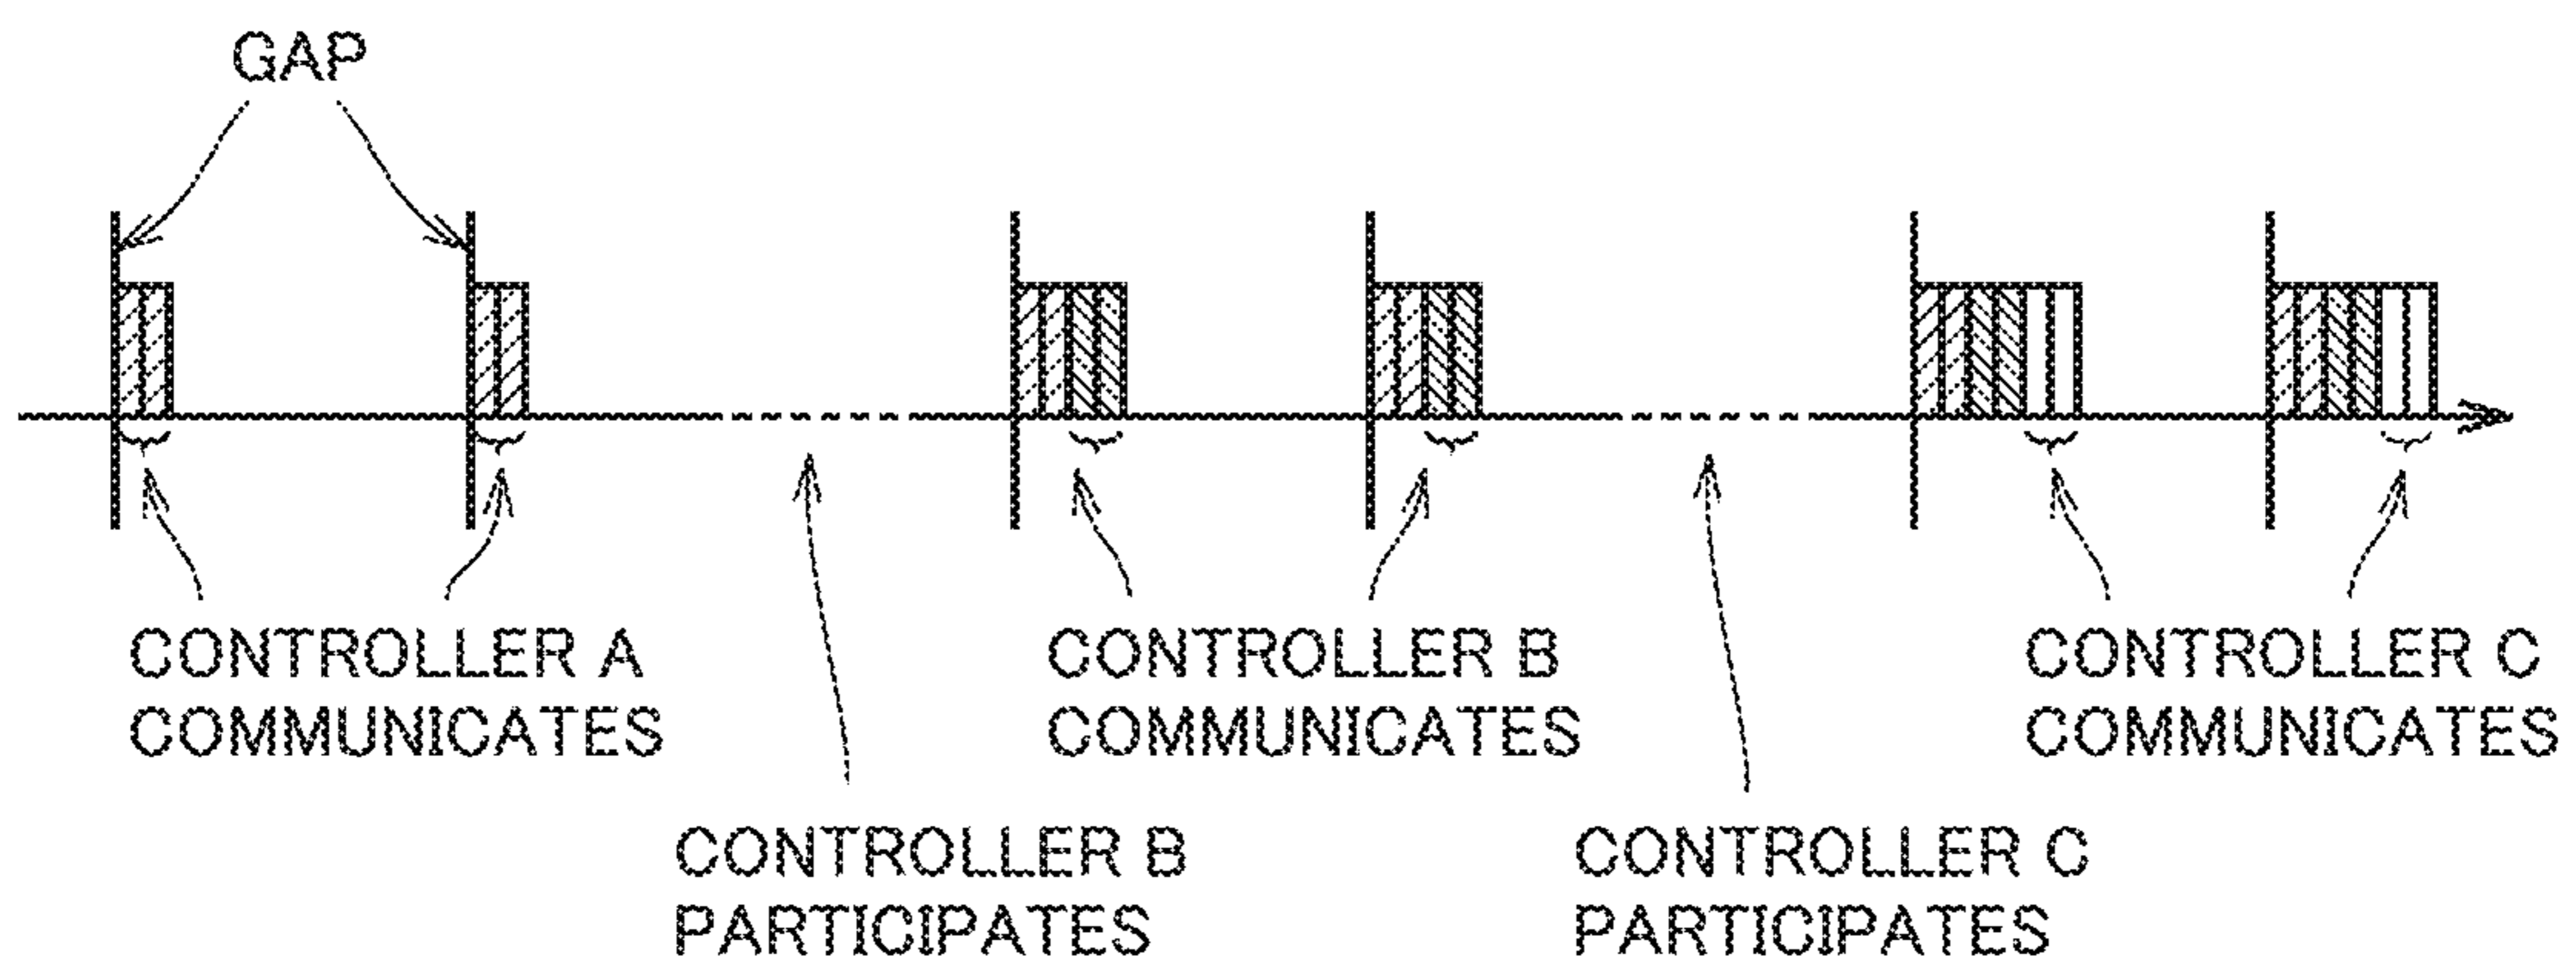 GAP
CONTROLLER A
COMMUNICATES
CONTROLLER B
COMMUNICATES
CONTROLLER C
COMMUNICATES
CONTROLLER B
PARTICIPATES
CONTROLLER C
PARTICIPATES